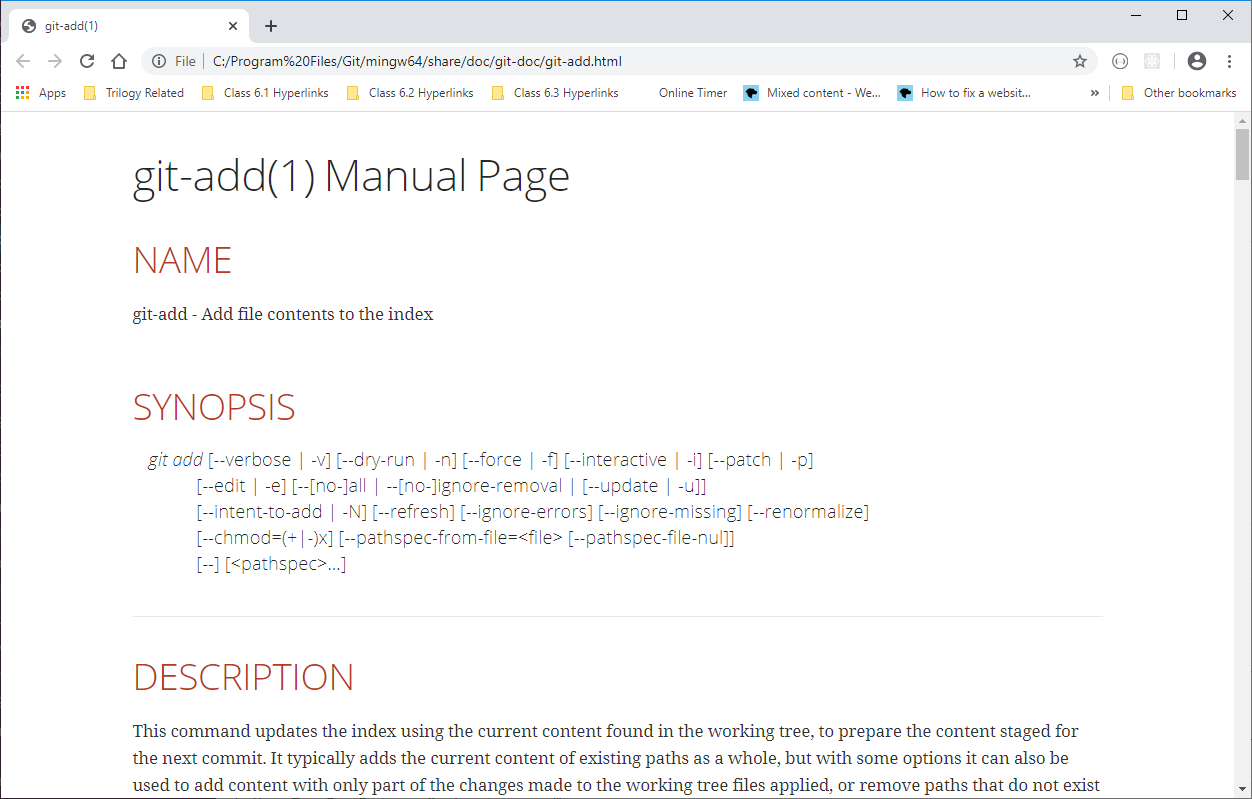 git-add(1)
File
C:/Program%20Files/Git/mingw64/share/doc/git-doc/git-add.html
Apps
Trilogy Related
Class 6.1 Hyperlinks
Class 6.2 Hyperlinks
Class 6.3 Hyperlinks
Online Timer
Mixed content - We...
How to fix a websit...
»
Other bookmarks
git-add(1) Manual Page
NAME
git-add - Add file contents to the index
SYNOPSIS
git add [--verbose | -v] [--dry-run | -n] [--force | -f] [--interactive | -i] [--patch | -p]
[--edit | -e] [--[no-]all | --[no-]ignore-removal | [--update | -u]]
[--intent-to-add | -N] [--refresh] [--ignore-errors] [--ignore-missing] [--renormalize]
[--chmod=(+|-)x] [--pathspec-from-file=<file> [--pathspec-file-nul]]
[--] [<pathspec>…]
DESCRIPTION
This command updates the index using the current content found in the working tree, to prepare the content staged for
the next commit. It typically adds the current content of existing paths as a whole, but with some options it can also be
used to add content with only part of the changes made to the working tree files applied, or remove paths that do not exist